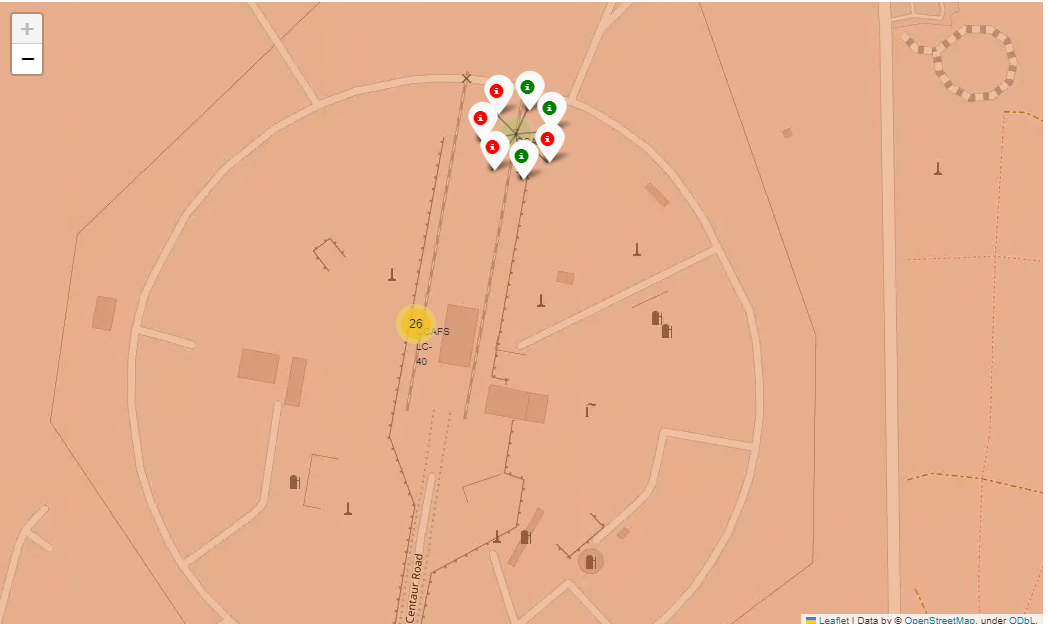 +
−
26
CCAFS
LC-
40
Centaur Road
Leaflet | Data by © OpenStreetMap, under ODbL.